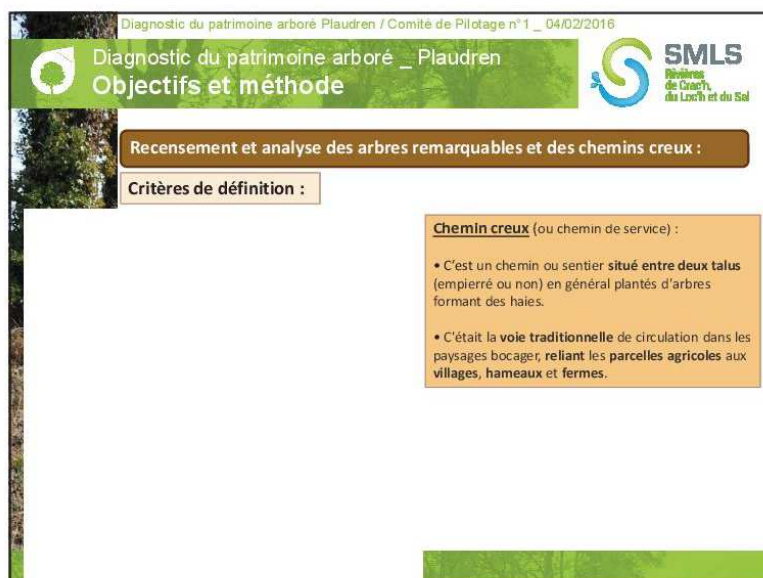 Diagnostic du patrimoine arboré Plaudren / Comité de Pilotage n°1 _ 04/02/2016
Diagnostic du patrimoine arboré _ Plaudren
Objectifs et méthode
SMLS
Rivières
de Crac'h,
du Loc'h et du Sal
Recensement et analyse des arbres remarquables et des chemins creux :
Critères de définition :
Chemin creux (ou chemin de service) :
• C'est un chemin ou sentier situé entre deux talus
(empierré ou non) en général plantés d'arbres
formant des haies.
• C'était la voie traditionnelle de circulation dans les
paysages bocager, reliant les parcelles agricoles aux
villages, hameaux et fermes.